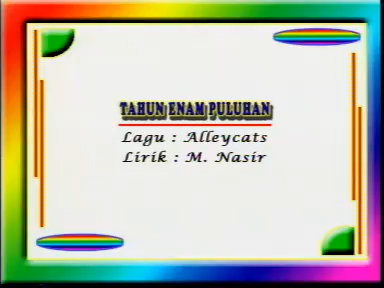 TAHUN ENAM PULUHAN
Lagu : Alleycats
Lirik : M. Nasir